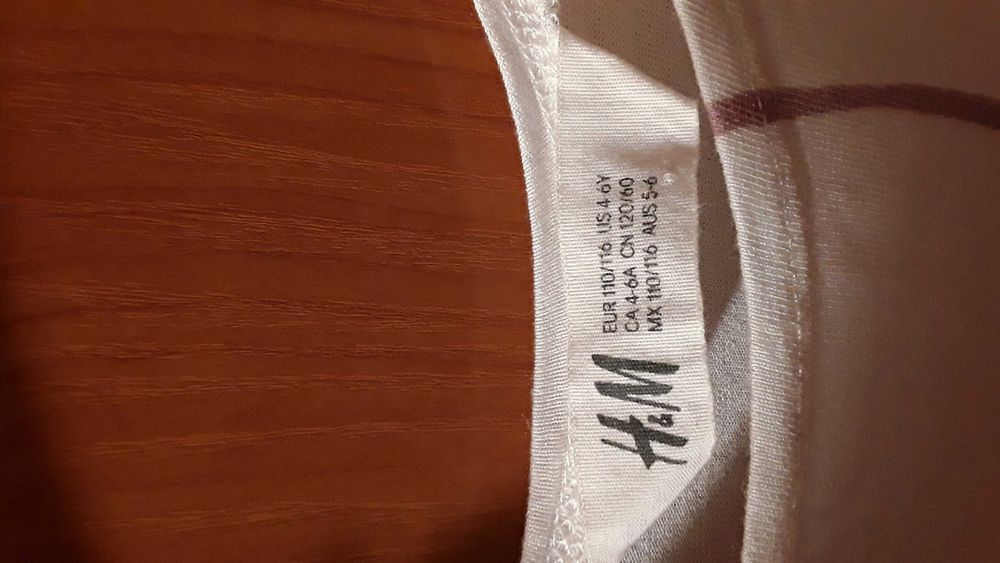 H&M
EUR 110/116 US 4-6Y
CA 4-6A CN 120/60
MX 110/116 AUS 5-6